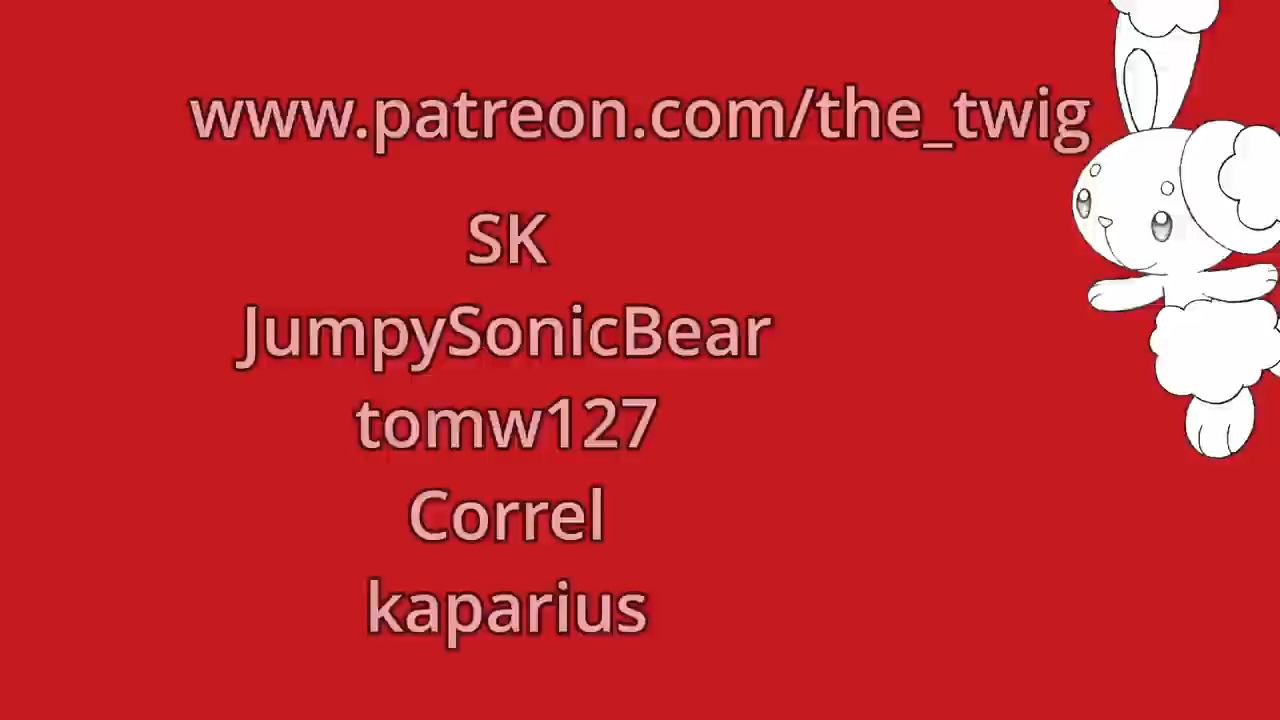 www.patreon.com/the_twig
SK
JumpySonicBear
tomw127
Correl
kaparius